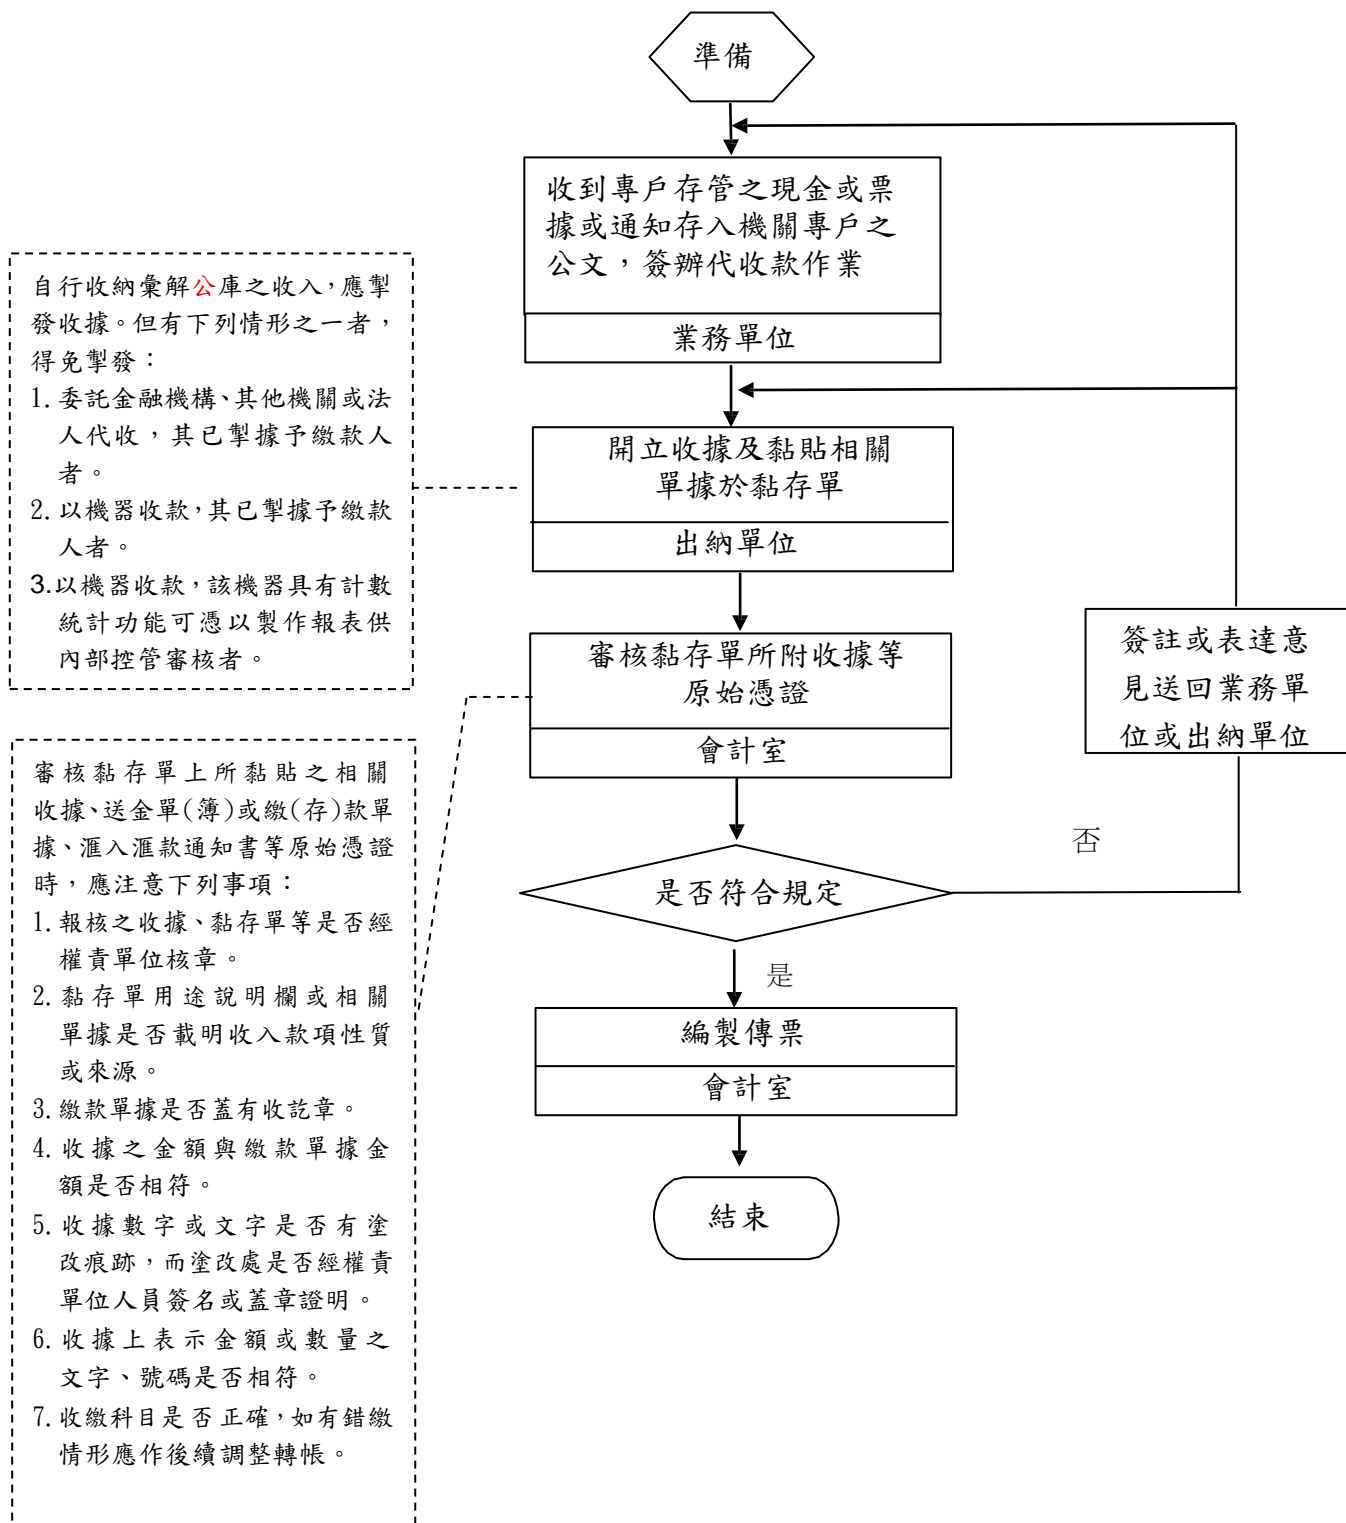 準備
收到專戶存管之現金或票
據或通知存入機關專戶之
公文，簽辦代收款作業
業務單位
自行收納彙解公庫之收入，應掣
發收據。但有下列情形之一者，
得免掣發：
1. 委託金融機構、其他機關或法
人代收，其已掣據予繳款人
者。
2. 以機器收款，其已掣據予繳款
人者。
3.以機器收款，該機器具有計數
統計功能可憑以製作報表供
內部控管審核者。
開立收據及黏貼相關
單據於黏存單
出納單位
審核黏存單所附收據等
原始憑證
會計室
簽註或表達意
見送回業務單
位或出納單位
審核黏存單上所黏貼之相關
收據、送金單(簿)或繳(存)款單
據、滙入滙款通知書等原始憑證
時，應注意下列事項：
1. 報核之收據、黏存單等是否經
權責單位核章。
2. 黏存單用途說明欄或相關
單據是否載明收入款項性質
或來源。
3. 繳款單據是否蓋有收訖章。
4. 收據之金額與繳款單據金
額是否相符。
5. 收據數字或文字是否有塗
改痕跡，而塗改處是否經權責
單位人員簽名或蓋章證明。
6. 收據上表示金額或數量之
文字、號碼是否相符。
7. 收繳科目是否正確，如有錯繳
情形應作後續調整轉帳。
是否符合規定
否
是
編製傳票
會計室
結束